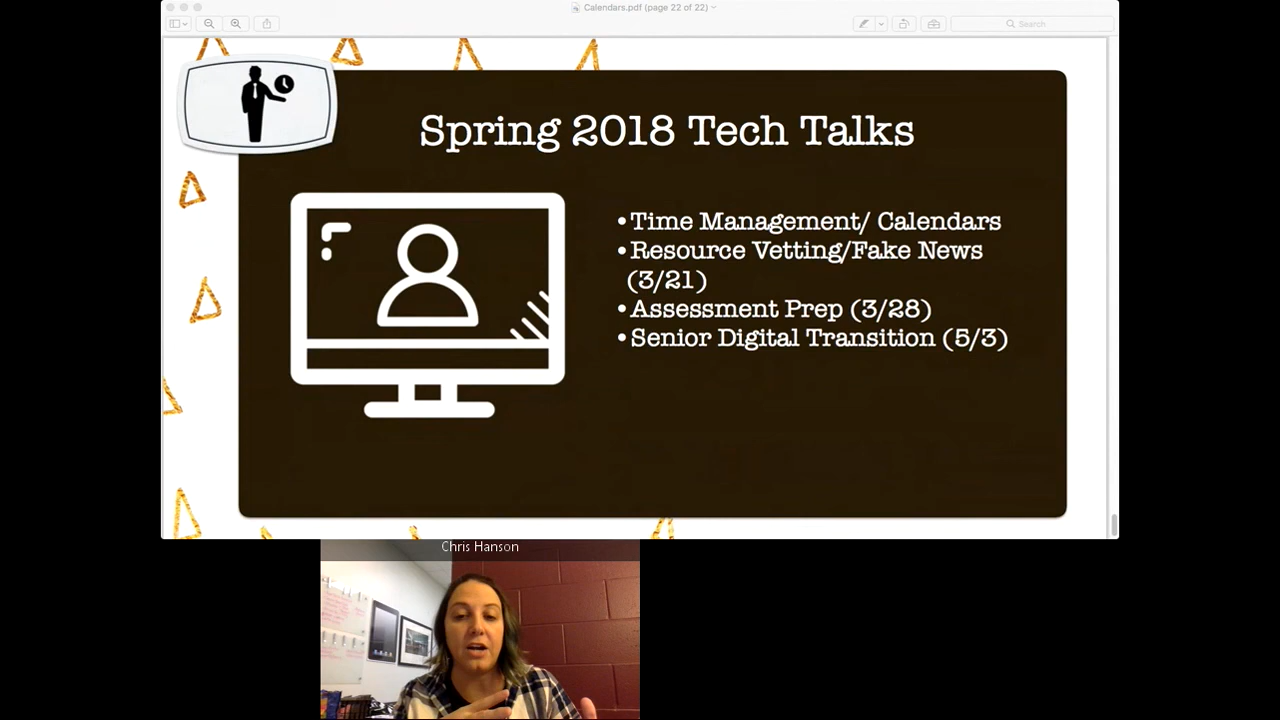 Calendars.pdf (page 22 of 22)
Search
Spring 2018 Tech Talks
•Time Management/ Calendars
•Resource Vetting/Fake News
(3/21)
•Assessment Prep (3/28)
•Senior Digital Transition (5/3)
Chris Hanson